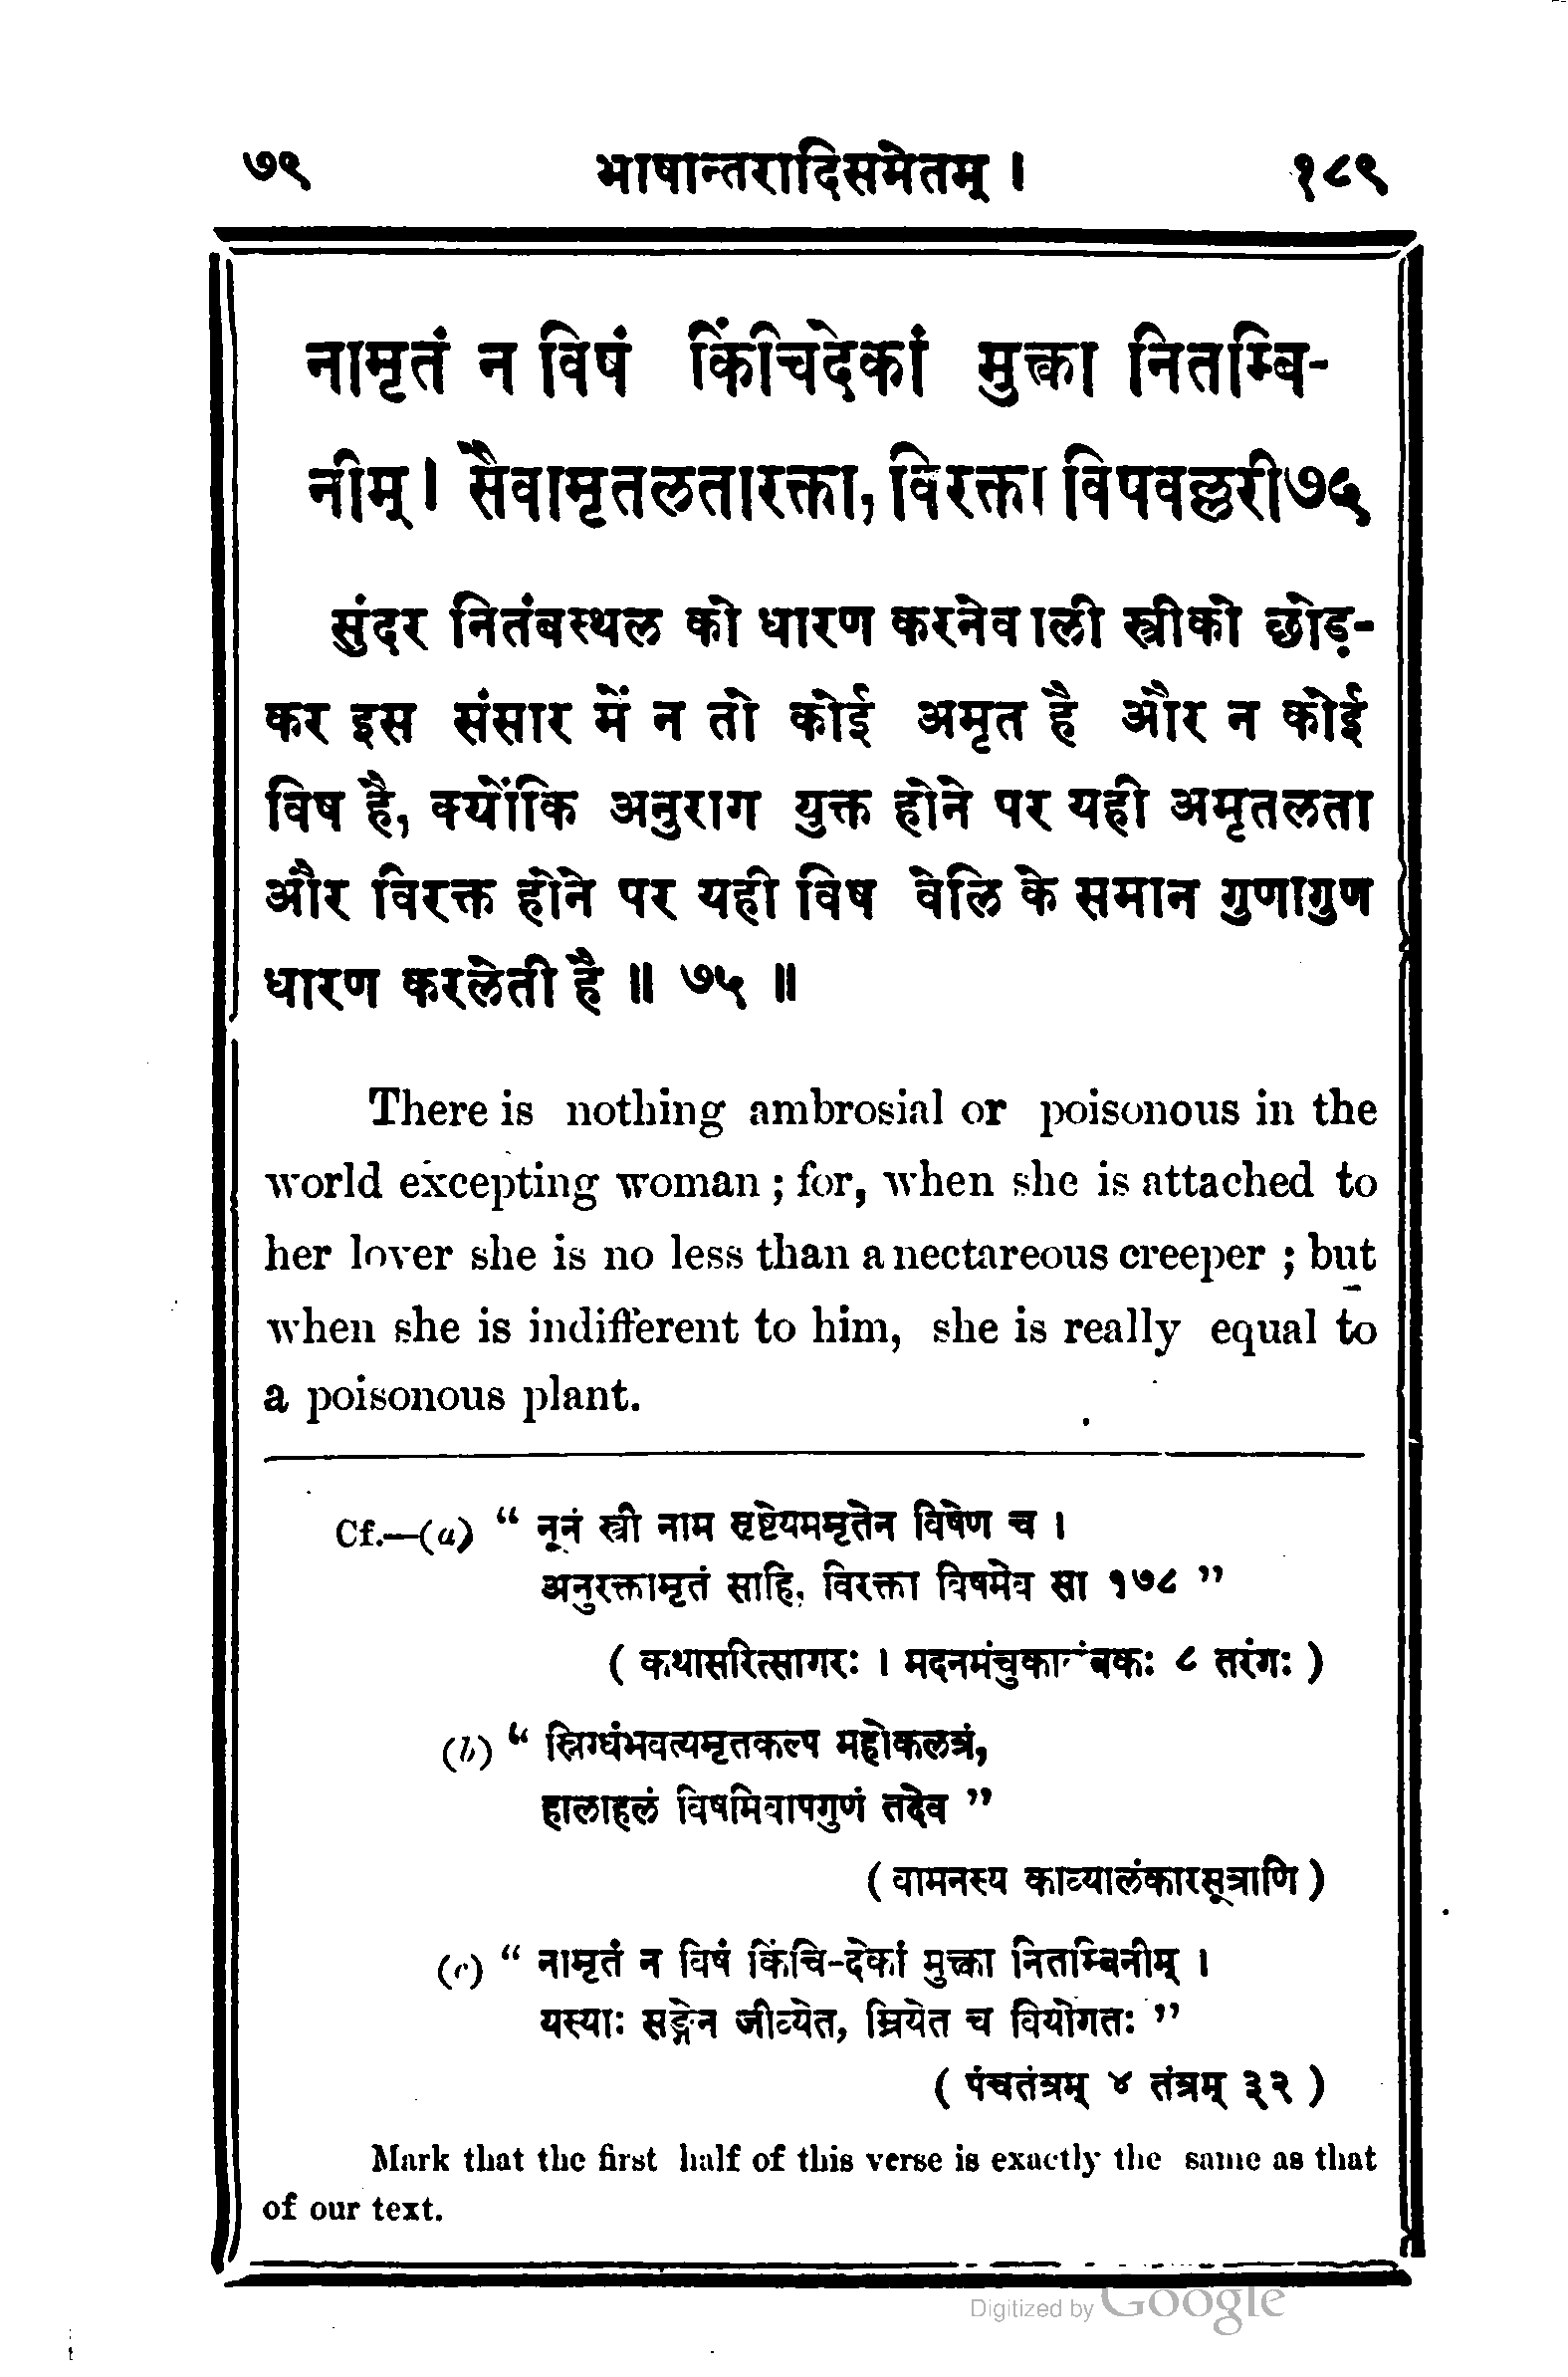 ७९ भाषान्तरादिसमेतम् । १८९
नामृतं न विषं किंचिदेकां मुक्त्वा नितम्बि-
नीम् । सैवामृतलतारक्ता, विरक्ता विषवल्लरी७५
सुंदर नितंबस्थल को धारण करनेवाली स्त्रीको छोड़-
कर इस संसार में न तो कोई अमृत है और न कोई
विष है, क्योंकि अनुराग युक्त होने पर यही अमृतलता
और विरक्त होने पर यही विष वेलि के समान गुणागुण
धारण करलेती है ॥ ७५ ॥
There is nothing ambrosial or poisonous in the
world excepting woman ; for, when she is attached to
her lover she is no less than a nectareous creeper ; but
when she is indifferent to him, she is really equal to
a poisonous plant.
Cf.—(a) “ नूनं स्त्री नाम सृष्टेयममृतेन विषेण च ।
अनुरक्तामृतं साहि, विरक्ता विषमेव सा १७८ ”
( कथासरित्सागरः । ८ तरंगः )
(b) “ स्निग्धंभवत्यमृतकल्प महोकलत्रं,
हालाहलं विषमिवापगुणं तदेव ”
( वामनस्य काव्यालंकारसूत्राणि )
(c) “ नामृतं न विषं किंचि-देकां मुक्त्वा नितम्बिनीम् ।
यस्याः सङ्गेन जीव्येत, म्रियेत च वियोगतः ”
( पंचतंत्रम् ४ तंत्रम् ३२ )
Mark that the first half of this verse is exactly the same as that
of our text.
Digitized by Google